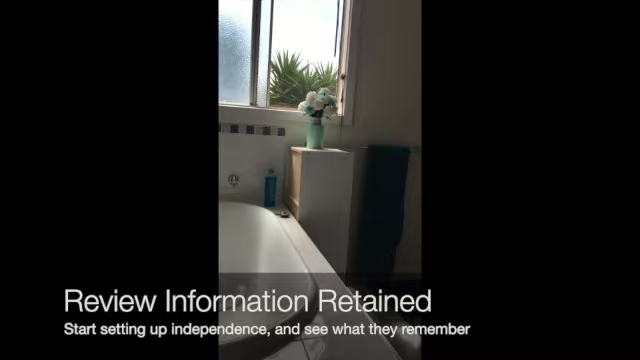 Review Information Retained
Start setting up independence, and see what they remember